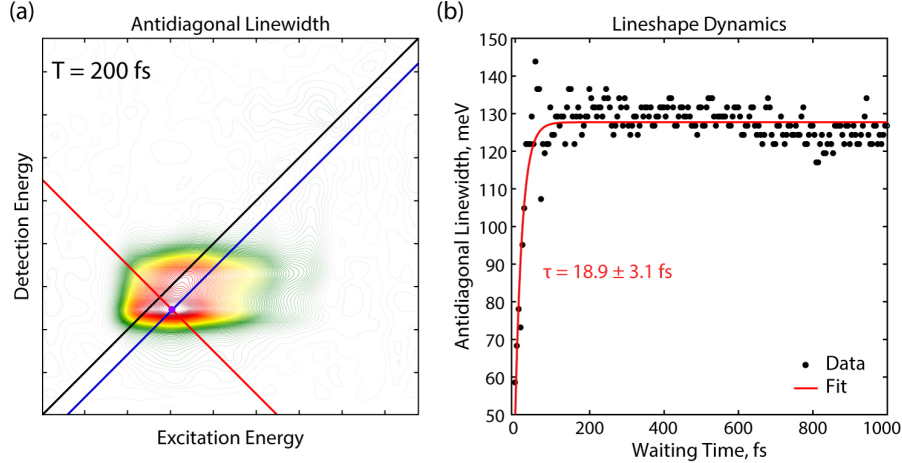 (a)
Antidiagonal Linewidth
T = 200 fs
Detection Energy
Excitation Energy
(b)
Lineshape Dynamics
Antidiagonal Linewidth, meV
150
140
130
120
110
100
90
80
70
60
50
τ = 18.9 ± 3.1 fs
Data
Fit
0
200
400
600
800
1000
Waiting Time, fs